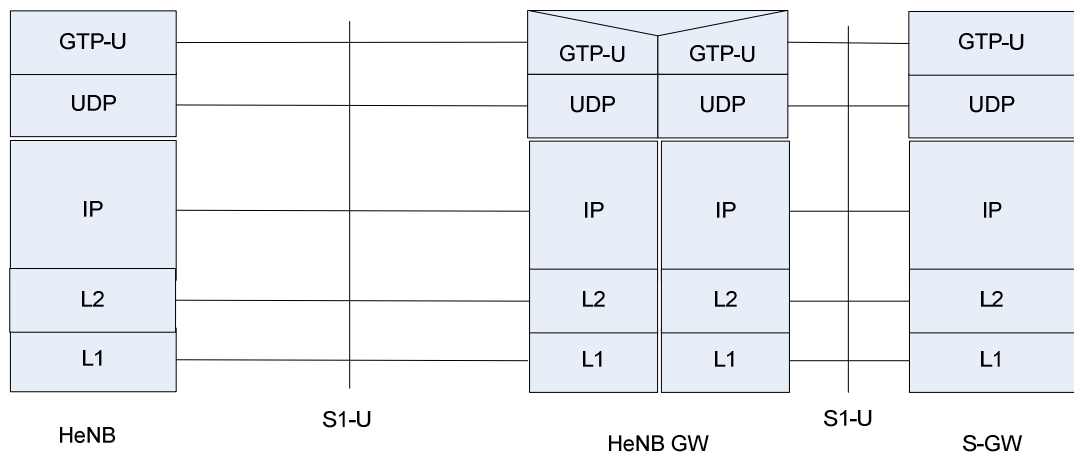 GTP-U GTP-U GTP-U GTP-U
UDP UDP UDP UDP
IP IP IP IP
L2 L2 L2 L2
L1 L1 L1 L1
S1-U S1-U
HeNB HeNB GW S-GW